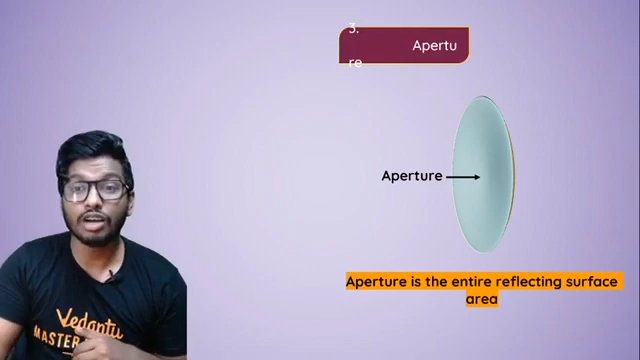 3.
Apertu
re
Aperture
Aperture is the entire reflecting surface
area
Vedantu
MASTER